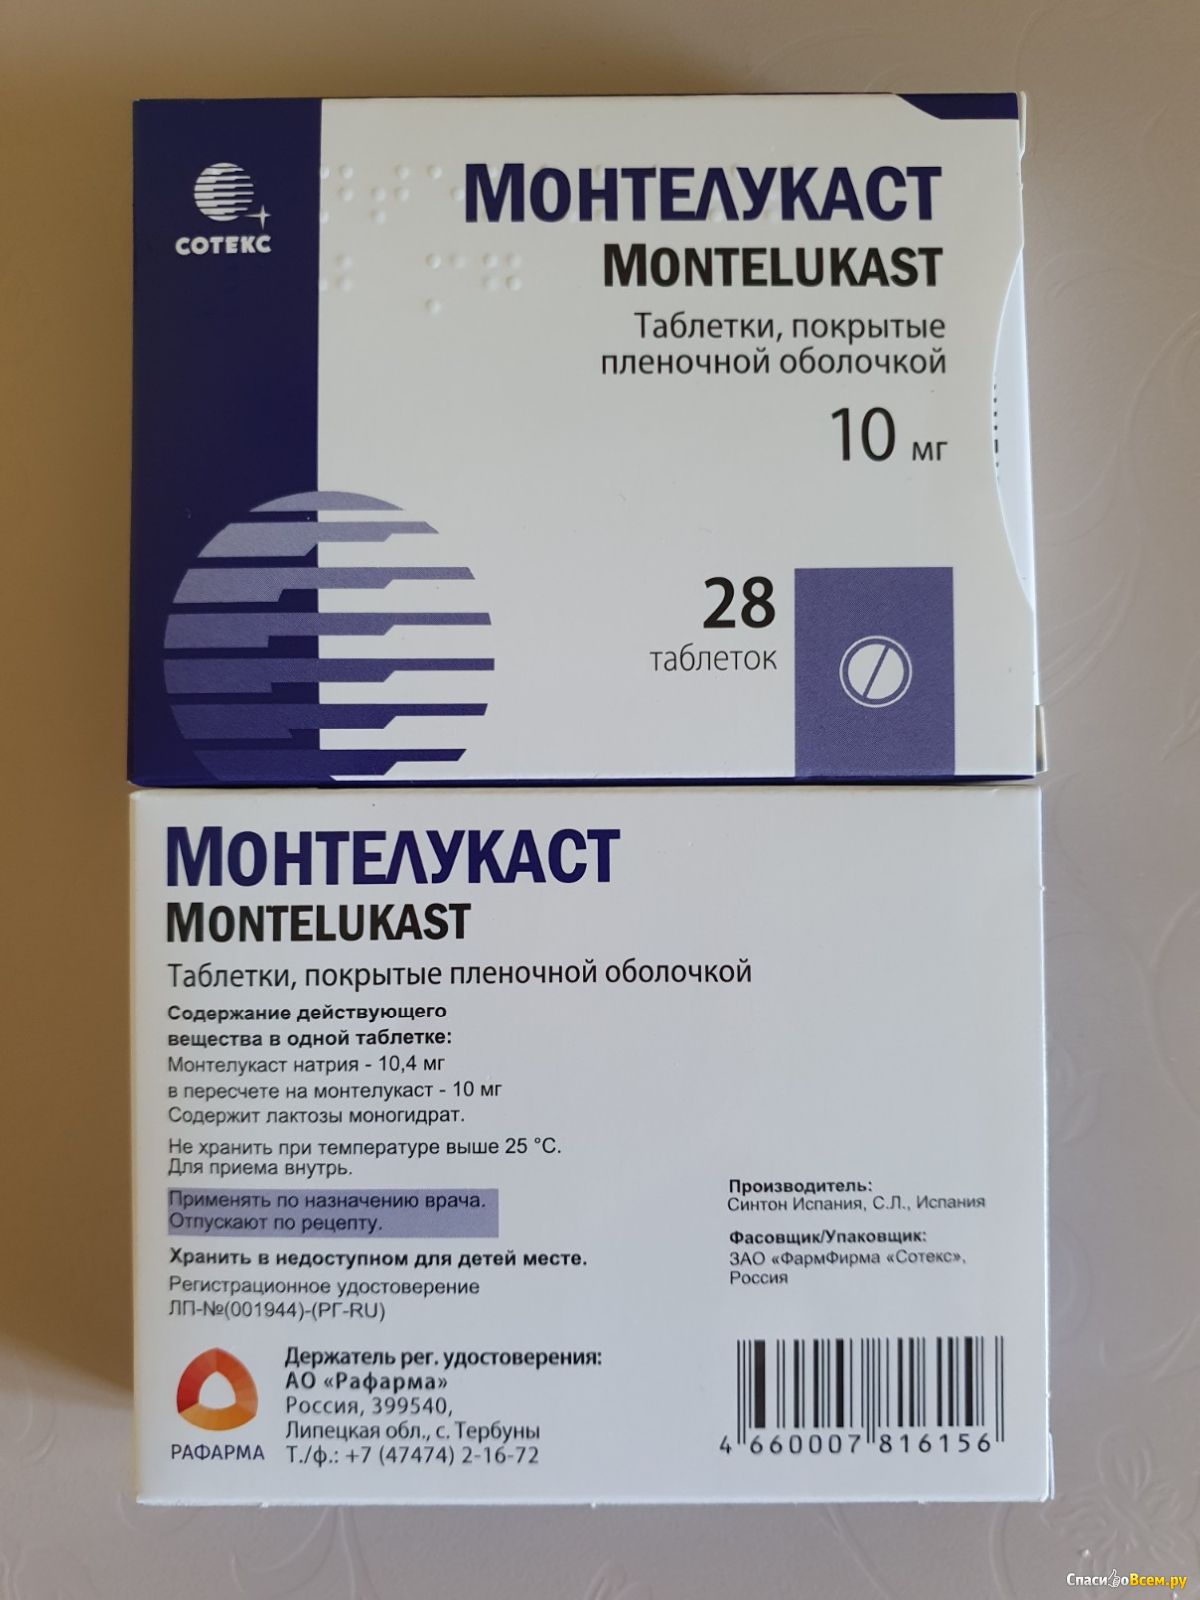 СОТЕКС
МОНТЕЛУКАСТ
MONTELUKAST
Таблетки, покрытые
пленочной оболочкой
10 мг
28
таблеток
МОНТЕЛУКАСТ
MONTELUKAST
Таблетки, покрытые пленочной оболочкой
Содержание действующего
вещества в одной таблетке:
Монтелукаст натрия - 10,4 мг
в пересчете на монтелукаст - 10 мг
Содержит лактозы моногидрат.
Не хранить при температуре выше 25 °С.
Для приема внутрь.
Применять по назначению врача.
Отпускают по рецепту.
Хранить в недоступном для детей месте.
Регистрационное удостоверение
ЛП-№(001944)-(РГ-RU)
Производитель:
Синтон Испания, С.Л., Испания
Фасовщик/Упаковщик:
ЗАО «ФармФирма «Сотекс»,
Россия
РАФАРМА
Держатель рег. удостоверения:
АО «Рафарма»
Россия, 399540,
Липецкая обл., с. Тербуны
Т./ф.: +7 (47474) 2-16-72
4 660007 816156
СпасибоВсем.ру